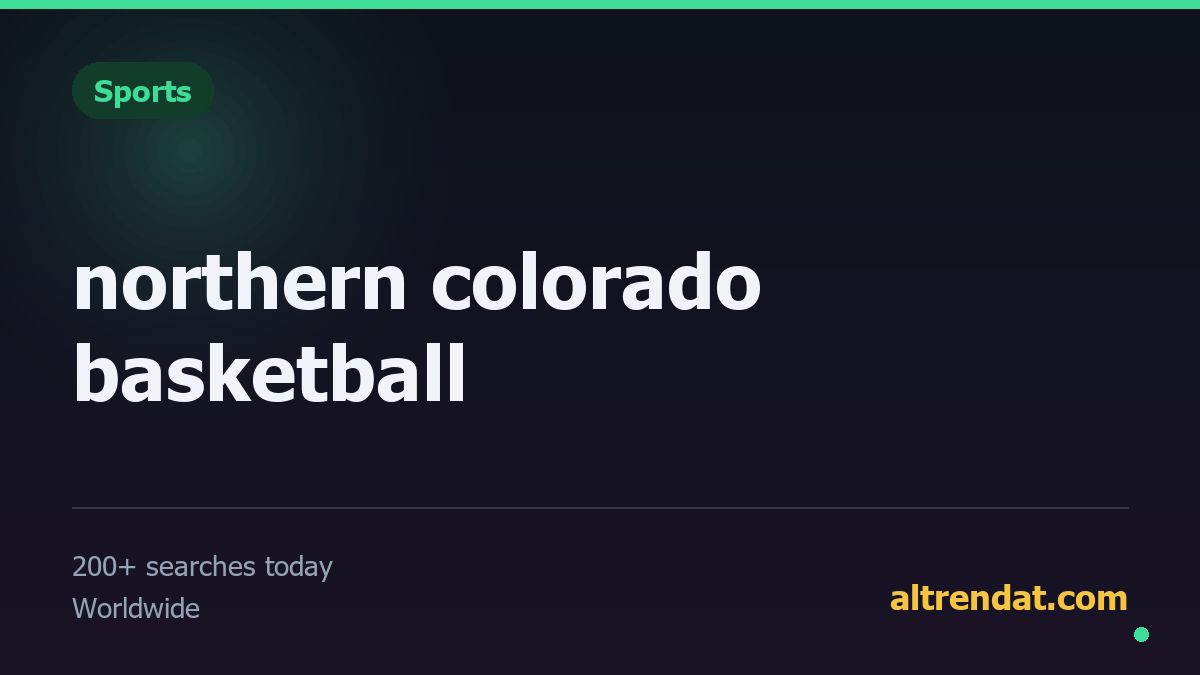 Sports
northern colorado
basketball
200+ searches today
Worldwide
altrendat.com